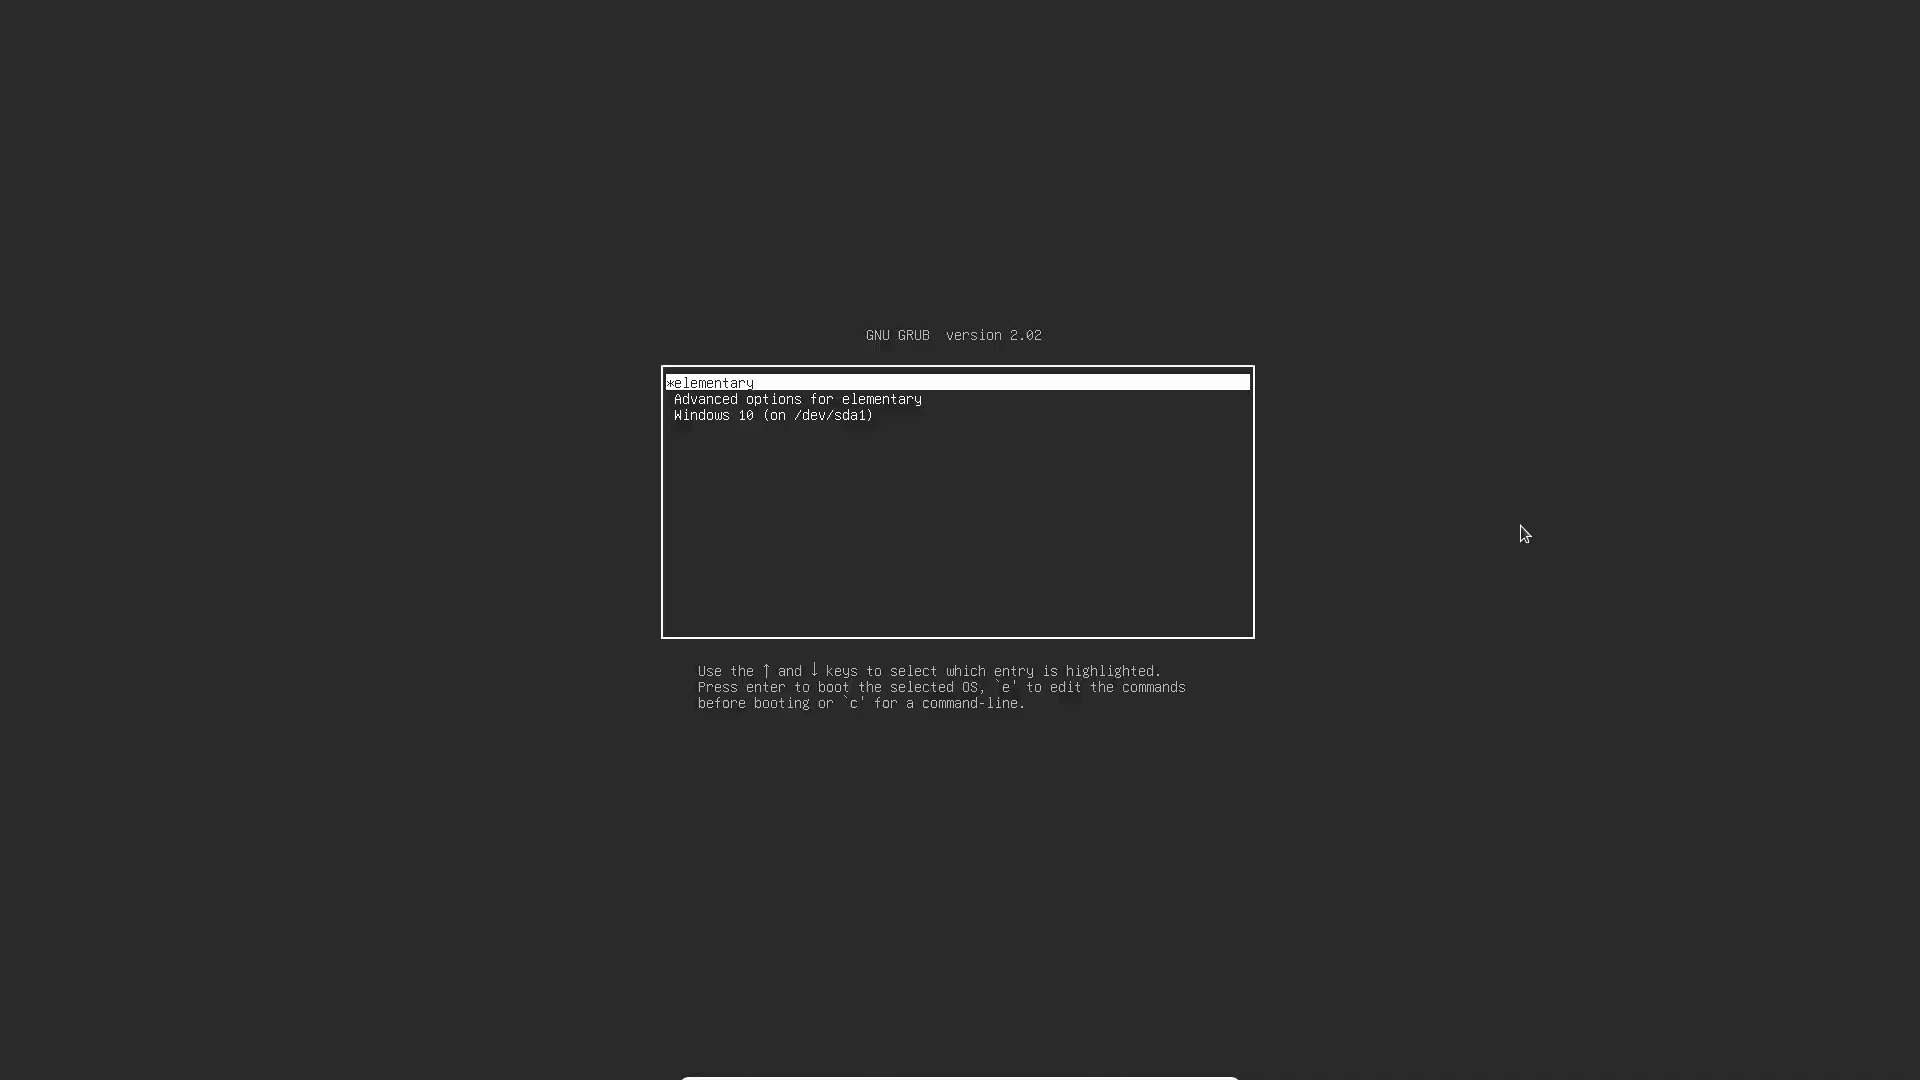 GNU GRUB  version 2.02
*elementary
Advanced options for elementary
Windows 10 (on /dev/sda1)
Use the ↑ and ↓ keys to select which entry is highlighted.
Press enter to boot the selected OS, `e' to edit the commands
before booting or `c' for a command-line.